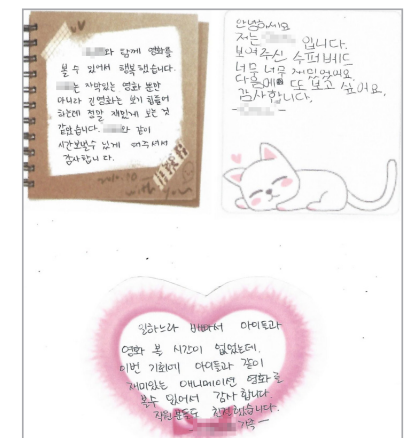 와 함께 영화를
볼 수 있어서 행복했습니다.
는 자막있는 영화 뿐만
아니라 긴영화는 보기 힘들어
하는데 정말 재밌게 보는 것
같았습니다. 와 같이
시간보낼수 있게 해주셔서
감사합니다.
with you
안녕하세요
저는 입니다.
보여주신 수퍼배드
너무 너무 재밌었어요.
다음에 또 보고 싶어요.
감사합니다.
일하느라 바빠서 아이들과
영화 볼 시간이 없었는데,
이번 기회에 아이들과 같이
재미있는 애니메이션 영화로
볼수 있어서 감사 합니다.
직원분들도 친절했습니다.
가족-